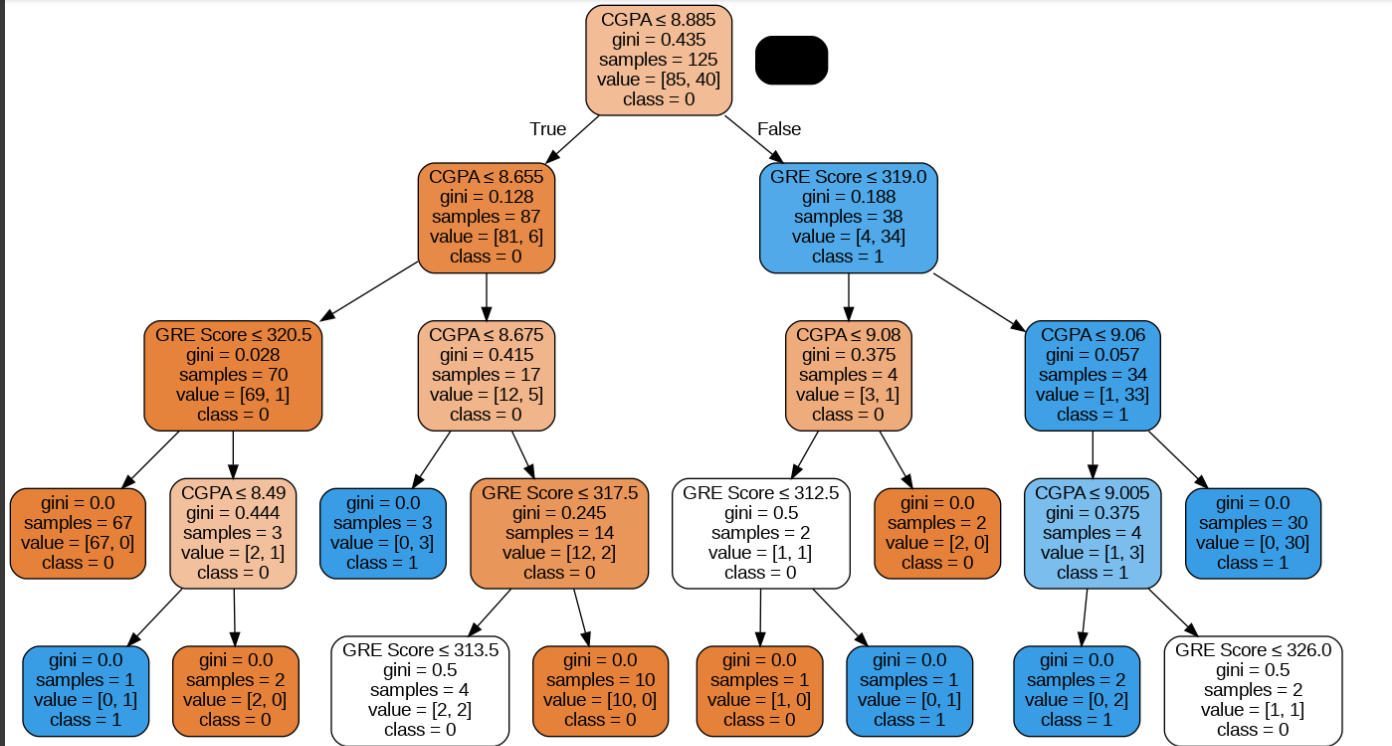 CGPA ≤ 8.885
gini = 0.435
samples = 125
value = [85, 40]
class = 0
True
False
CGPA ≤ 8.655
gini = 0.128
samples = 87
value = [81, 6]
class = 0
GRE Score ≤ 319.0
gini = 0.188
samples = 38
value = [4, 34]
class = 1
GRE Score ≤ 320.5
gini = 0.028
samples = 70
value = [69, 1]
class = 0
CGPA ≤ 8.675
gini = 0.415
samples = 17
value = [12, 5]
class = 0
CGPA ≤ 9.08
gini = 0.375
samples = 4
value = [3, 1]
class = 0
CGPA ≤ 9.06
gini = 0.057
samples = 34
value = [1, 33]
class = 1
gini = 0.0
samples = 67
value = [67, 0]
class = 0
CGPA ≤ 8.49
gini = 0.444
samples = 3
value = [2, 1]
class = 0
gini = 0.0
samples = 3
value = [0, 3]
class = 1
GRE Score ≤ 317.5
gini = 0.245
samples = 14
value = [12, 2]
class = 0
GRE Score ≤ 312.5
gini = 0.5
samples = 2
value = [1, 1]
class = 0
gini = 0.0
samples = 2
value = [2, 0]
class = 0
CGPA ≤ 9.005
gini = 0.375
samples = 4
value = [1, 3]
class = 1
gini = 0.0
samples = 30
value = [0, 30]
class = 1
gini = 0.0
samples = 1
value = [0, 1]
class = 1
gini = 0.0
samples = 2
value = [2, 0]
class = 0
GRE Score ≤ 313.5
gini = 0.5
samples = 4
value = [2, 2]
class = 0
gini = 0.0
samples = 10
value = [10, 0]
class = 0
gini = 0.0
samples = 1
value = [1, 0]
class = 0
gini = 0.0
samples = 1
value = [0, 1]
class = 1
gini = 0.0
samples = 2
value = [0, 2]
class = 1
GRE Score ≤ 326.0
gini = 0.5
samples = 2
value = [1, 1]
class = 0